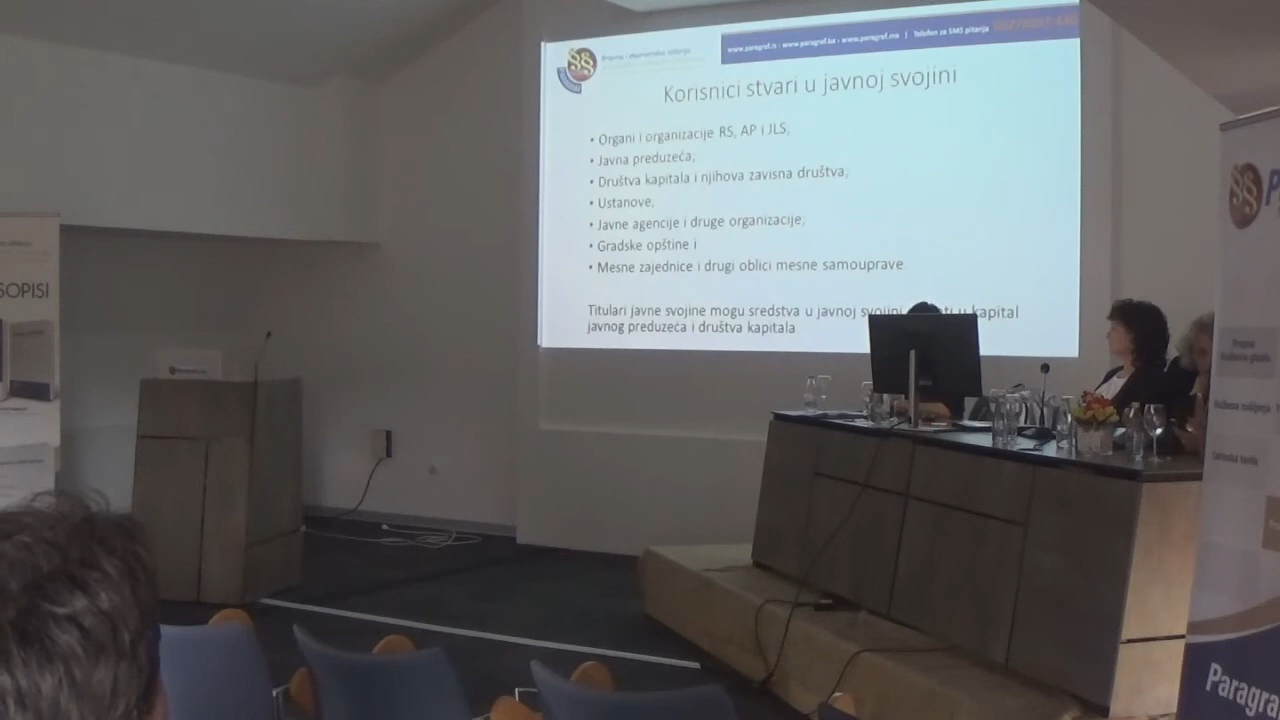 www.paragraf.rs • www.paragraf.ba • www.paragraf.me | Telefon za SMS pitanja
Korisnici stvari u javnoj svojini
• Organi i organizacije RS, AP i JLS;
• Javna preduzeća;
• Društva kapitala i njihova zavisna društva;
• Ustanove;
• Javne agencije i druge organizacije;
• Gradske opštine i
• Mesne zajednice i drugi oblici mesne samouprave
Titulari javne svojine mogu sredstva u javnoj svojini kapital
javnog preduzeća i društva kapitala
SOPISI
Paragra